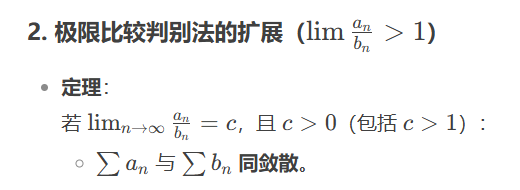 2. 极限比较判别法的扩展（lim aₙ/bₙ > 1）
• 定理：
若 limₙ→∞ aₙ/bₙ = c，且 c > 0（包括 c > 1）：
○ ∑ aₙ 与 ∑ bₙ 同敛散。